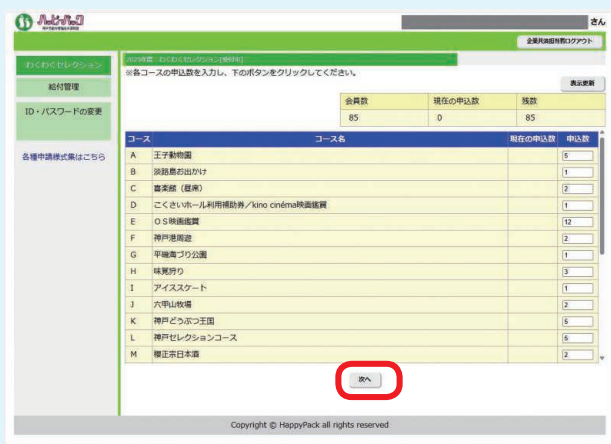 ハッピーパック
さん
企業共済担当者ログアウト
わくわくセレクション
給付管理
ID・パスワードの変更
各種申請様式集はこちら
2025年度 わくわくセレクション[受付中]
※各コースの申込数を入力し、下のボタンをクリックしてください。
表示更新
会員数 現在の申込数 残数
85 0 85
コース コース名 現在の申込数 申込数
A 王子動物園 5
B 淡路島お出かけ 1
C 喜楽館（昼席） 2
D こくさいホール利用補助券／kino cinéma映画鑑賞 1
E ＯＳ映画鑑賞 12
F 神戸港周遊 2
G 平磯海づり公園 1
H 味覚狩り 3
I アイススケート 1
J 六甲山牧場 2
K 神戸どうぶつ王国 5
L 神戸セレクションコース 5
M 櫻正宗日本酒 2
次へ
Copyright © HappyPack all rights reserved